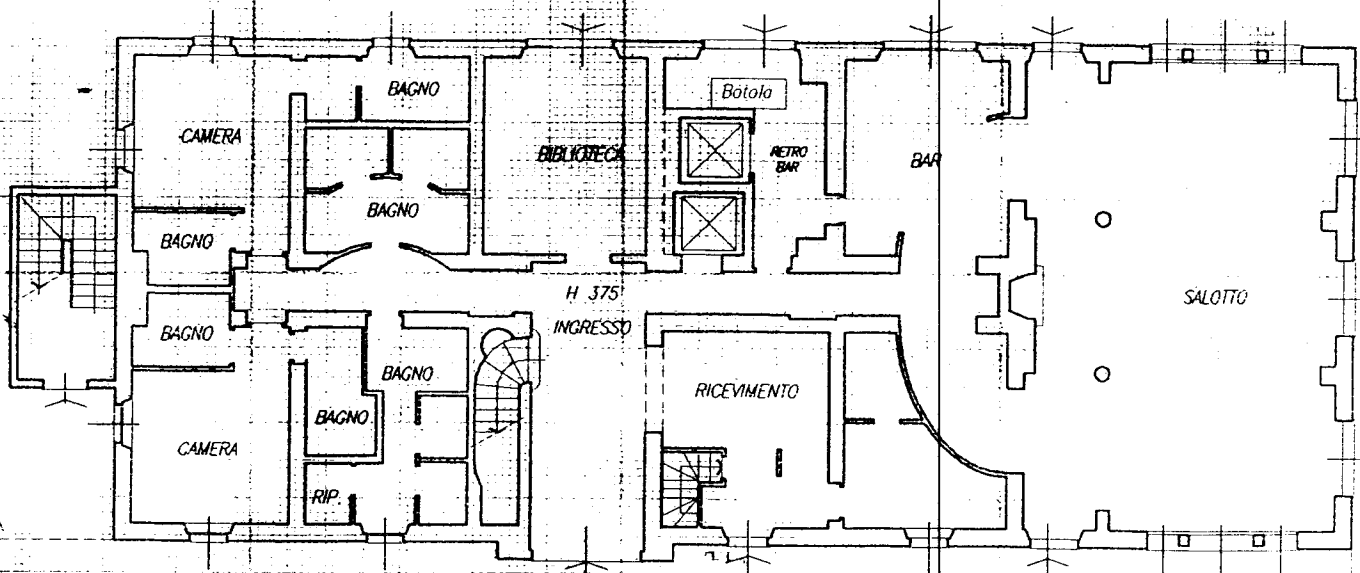 BAGNO
Botola
CAMERA
BIBLIOTECA
RETRO
BAR
BAR
BAGNO
BAGNO
H 375
SALOTTO
INGRESSO
BAGNO
BAGNO
RICEVIMENTO
BAGNO
CAMERA
RIP.